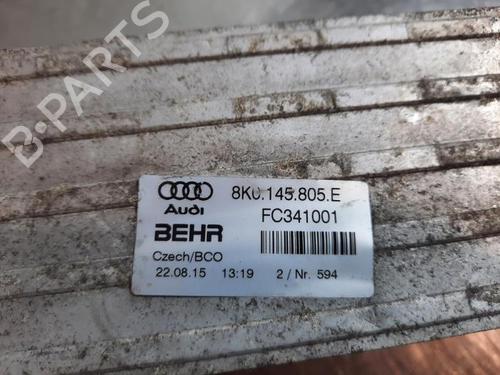 B-PARTS
8K0.145.805.E
Audi
FC341001
BEHR
Czech/BCO
22.08.15 13:19 2 / Nr. 594